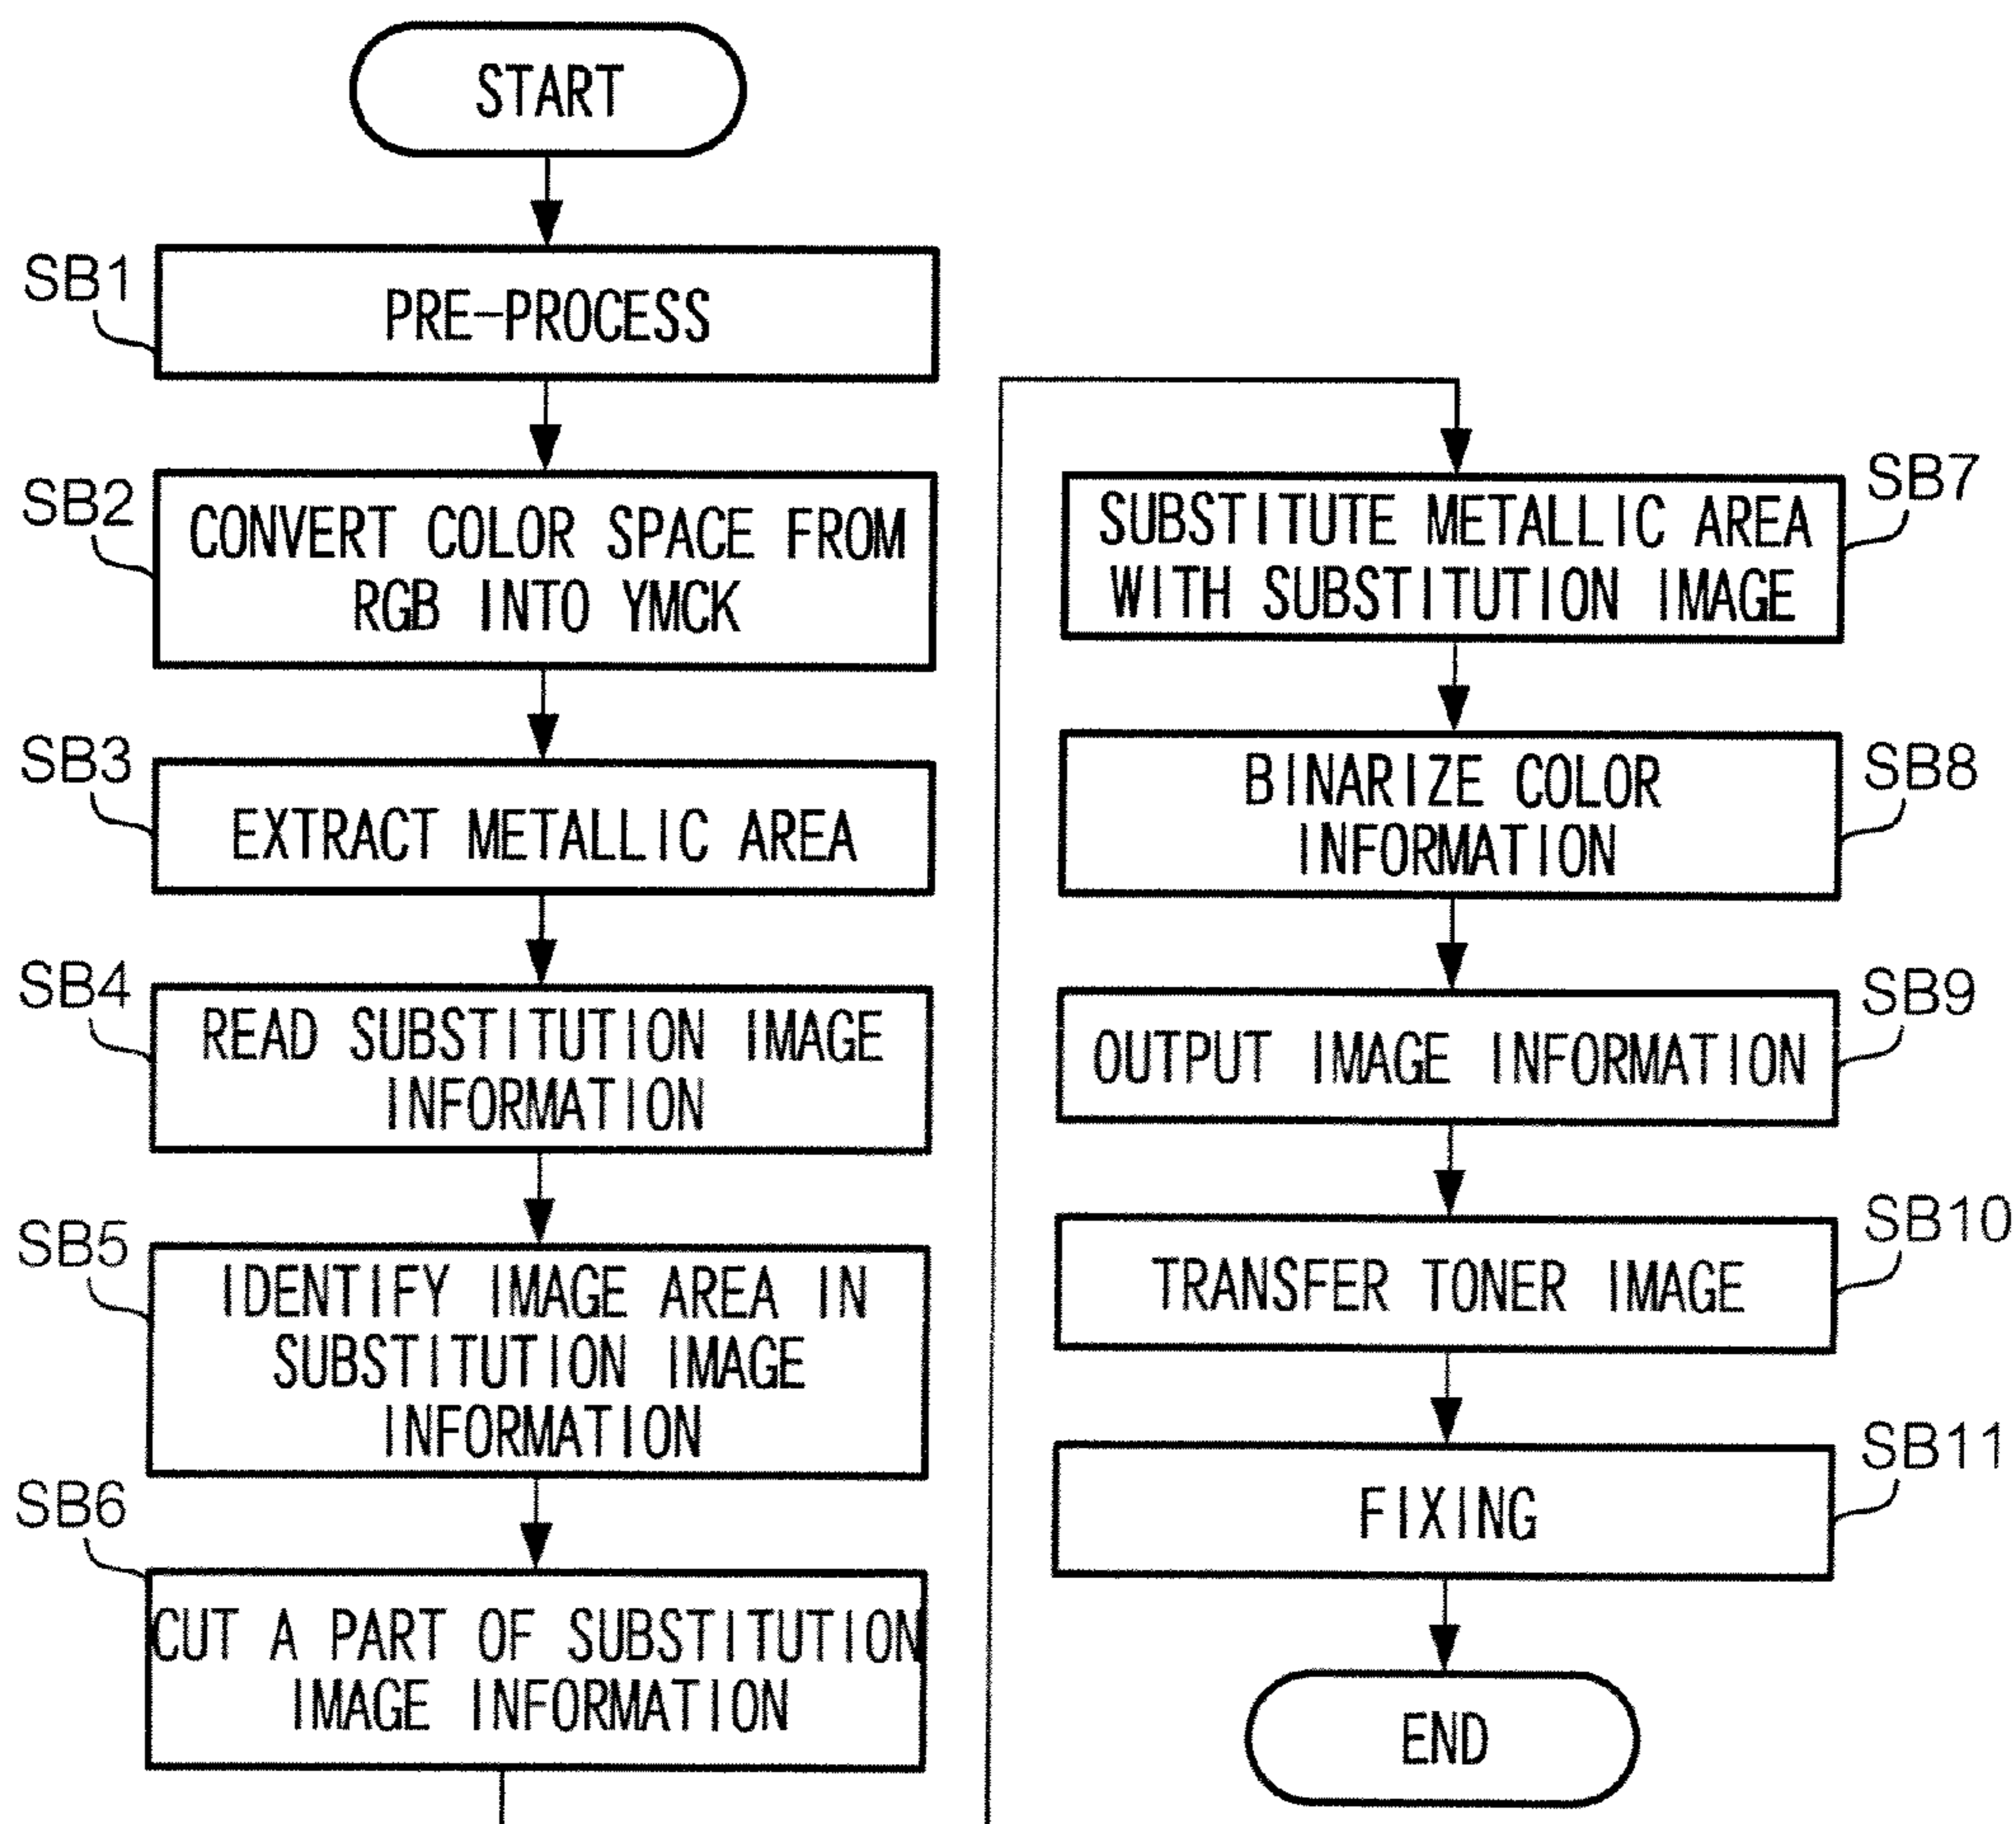 START
SB1
PRE-PROCESS
SB2
CONVERT COLOR SPACE FROM
RGB INTO YMCK
SB3
EXTRACT METALLIC AREA
SB4
READ SUBSTITUTION IMAGE
INFORMATION
SB5
IDENTIFY IMAGE AREA IN
SUBSTITUTION IMAGE
INFORMATION
SB6
CUT A PART OF SUBSTITUTION
IMAGE INFORMATION
SB7
SUBSTITUTE METALLIC AREA
WITH SUBSTITUTION IMAGE
SB8
BINARIZE COLOR
INFORMATION
SB9
OUTPUT IMAGE INFORMATION
SB10
TRANSFER TONER IMAGE
SB11
FIXING
END